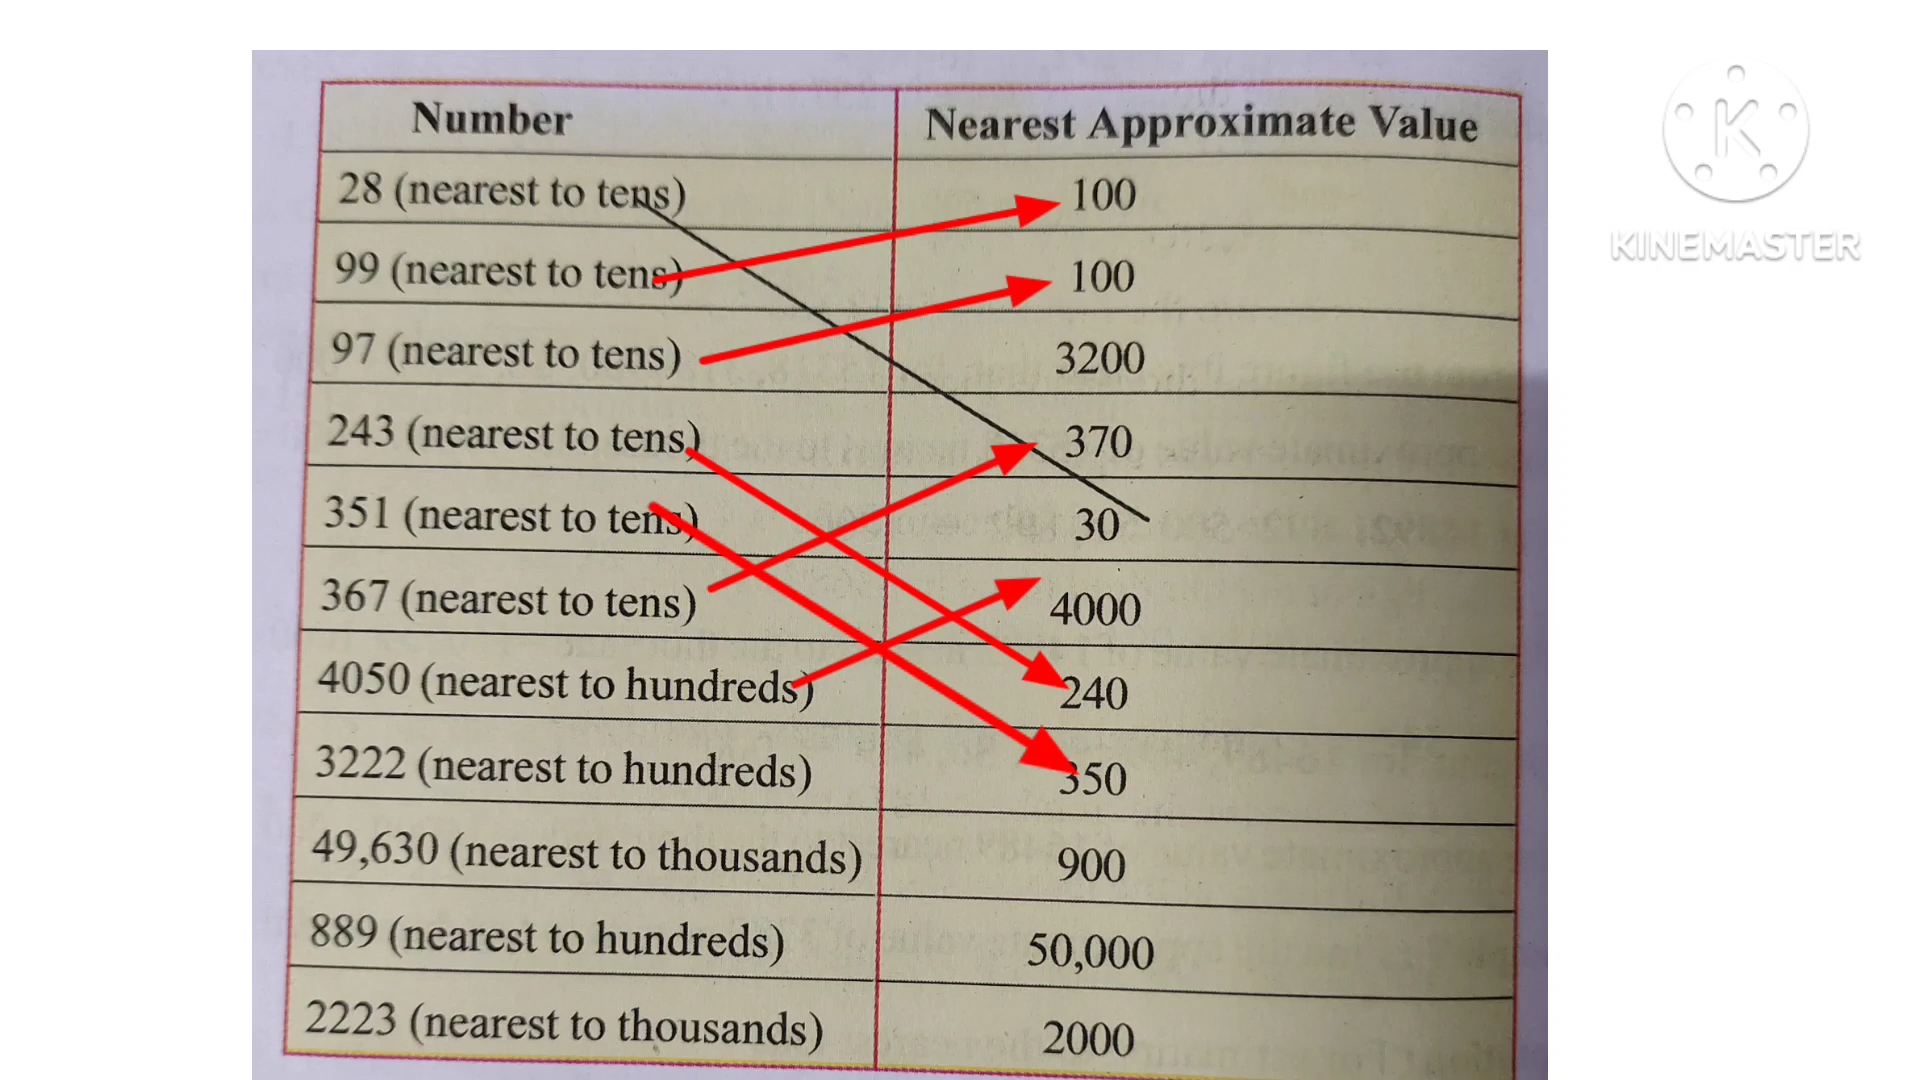 Number Nearest Approximate Value
28 (nearest to tens) 100
99 (nearest to tens) 100
97 (nearest to tens) 3200
243 (nearest to tens) 370
351 (nearest to tens) 30
367 (nearest to tens) 4000
4050 (nearest to hundreds) 240
3222 (nearest to hundreds) 350
49,630 (nearest to thousands) 900
889 (nearest to hundreds) 50,000
2223 (nearest to thousands) 2000
K
KINEMASTER